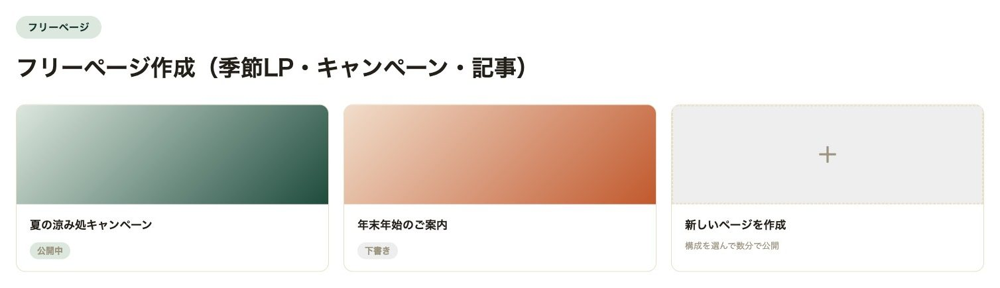 フリーページ
フリーページ作成（季節LP・キャンペーン・記事）
夏の涼み処キャンペーン
公開中
年末年始のご案内
下書き
+
新しいページを作成
構成を選んで数分で公開